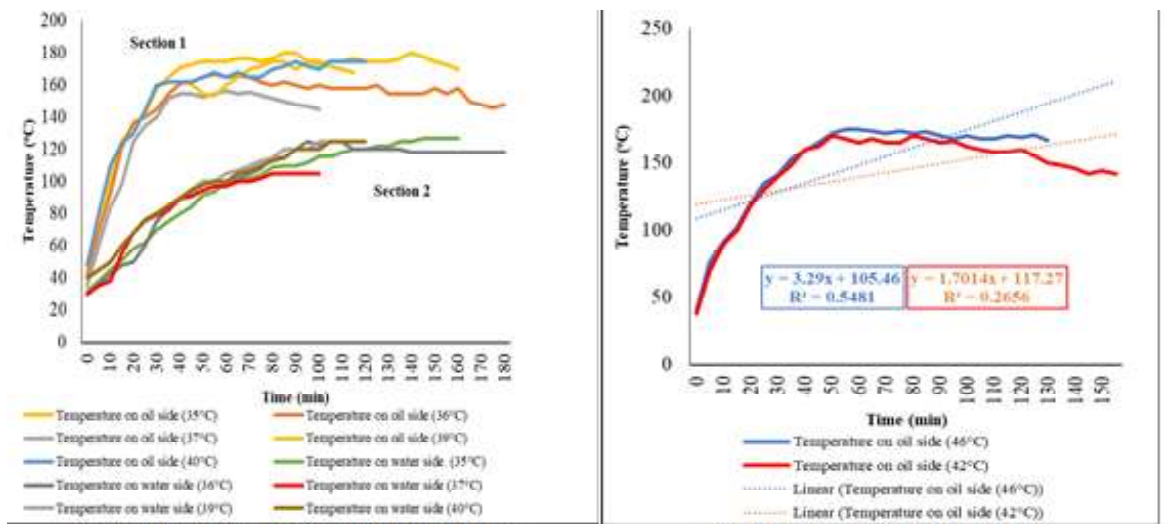 200
180
160
140
120
100
80
60
40
20
0
Temperature (°C)
Section 1
Section 2
0
10
20
30
40
50
60
70
80
90
100
110
120
130
140
150
160
170
180
Time (min)
Temperature on oil side (35°C)
Temperature on oil side (36°C)
Temperature on oil side (37°C)
Temperature on oil side (39°C)
Temperature on oil side (40°C)
Temperature on water side (35°C)
Temperature on water side (36°C)
Temperature on water side (37°C)
Temperature on water side (39°C)
Temperature on water side (40°C)
250
200
150
100
50
0
Temperature (°C)
y = 3.29x + 105.46
R² = 0.5481
y = 1.7014x + 117.27
R² = 0.2656
0
10
20
30
40
50
60
70
80
90
100
110
120
130
140
150
Time (min)
Temperature on oil side (46°C)
Temperature on oil side (42°C)
Linear (Temperature on oil side (46°C))
Linear (Temperature on oil side (42°C))